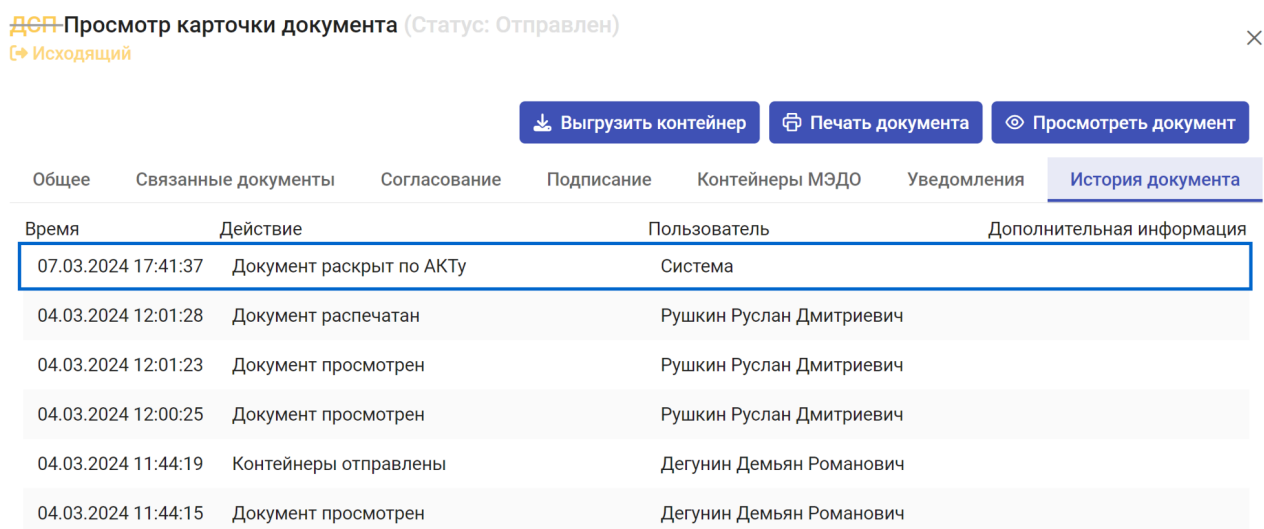 ДСП Просмотр карточки документа (Статус: Отправлен)
Исходящий
Выгрузить контейнер Печать документа Просмотреть документ
Общее Связанные документы Согласование Подписание Контейнеры МЭДО Уведомления История документа
Время Действие Пользователь Дополнительная информация
07.03.2024 17:41:37 Документ раскрыт по АКТу Система
04.03.2024 12:01:28 Документ распечатан Рушкин Руслан Дмитриевич
04.03.2024 12:01:23 Документ просмотрен Рушкин Руслан Дмитриевич
04.03.2024 12:00:25 Документ просмотрен Рушкин Руслан Дмитриевич
04.03.2024 11:44:19 Контейнеры отправлены Дегунин Демьян Романович
04.03.2024 11:44:15 Документ просмотрен Дегунин Демьян Романович